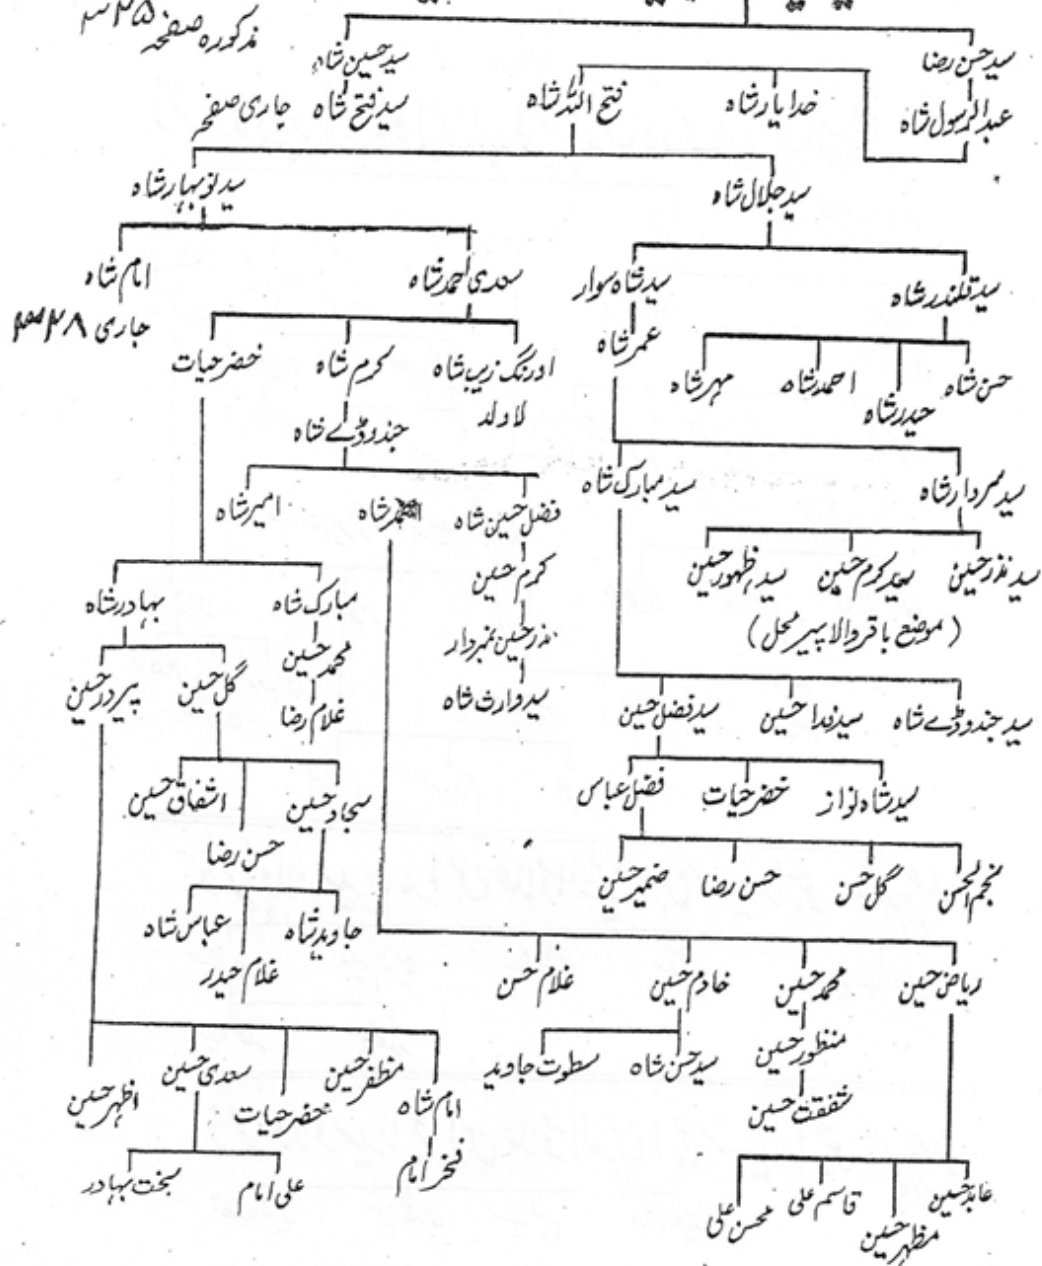 مذکورہ صفحہ ۳۲۵
سید حسن رضا
سید حسین شاہ
عبدالرسول شاہ
خدا یار شاہ
فتح اللہ شاہ
سید فتح شاہ جاری صفحہ
سید جلال شاہ
سید نو بہار شاہ
سید قلندر شاہ
سید شاہ سوار
سعدی احمد شاہ
امام شاہ
عمر شاہ
جاری ۳۲۸
حسن شاہ
حیدر شاہ
احمد شاہ
مہر شاہ
اورنگ زیب شاہ
کرم شاہ
خضر حیات
لاولد
جندوڈے شاہ
سید سردار شاہ
سید مبارک شاہ
فضل حسین شاہ
امیر شاہ
سید نذر حسین
سید کرم حسین
سید ظہور حسین
کرم حسین
مبارک شاہ
بہادر شاہ
(موضع باقر والا پیر محل)
نذر حسین نمبردار
محمد حسین
گل حسین
سید وارث شاہ
غلام رضا
سید جندوڈے شاہ
سید فدا حسین
سید فضل حسین
سید شاہ نواز
خضر حیات
فضل عباس
سجاد حسین
حسن رضا
اشفاق حسین
نجم الحسن
گل حسن
حسن رضا
ضمیر حسین
جاوید شاہ
غلام حیدر
عباس شاہ
ریاض حسین
محمد حسین
خادم حسین
غلام حسن
منظور حسین
سید حسن شاہ
سطوت جاوید
شفقت حسین
امام شاہ
مظفر حسین
خضر حیات
سعدی حسین
اظہر حسین
فخر امام
علی امام
بخت بہادر
عابد حسین
مظہر حسین
قاسم علی
محسن علی